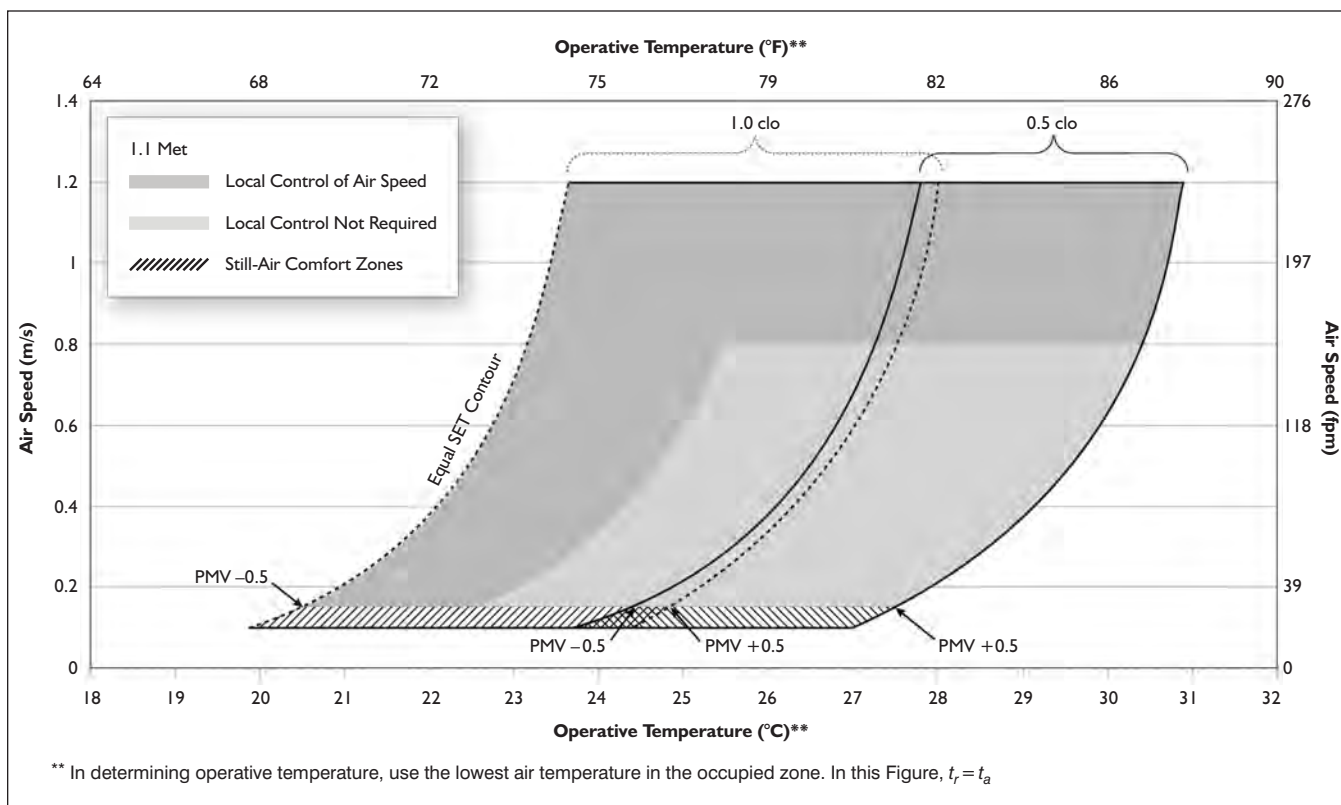 Operative Temperature (°F)**
64 68 72 75 79 82 86 90
1.4 276
1.0 clo 0.5 clo
1.1 Met
Local Control of Air Speed
Local Control Not Required
Still-Air Comfort Zones
1.2
1 197
0.8
0.6 118
0.4
0.2 39
0 0
Air Speed (m/s)
Air Speed (fpm)
Equal SET Contour
PMV –0.5
PMV –0.5 PMV +0.5 PMV +0.5
18 19 20 21 22 23 24 25 26 27 28 29 30 31 32
Operative Temperature (°C)**
** In determining operative temperature, use the lowest air temperature in the occupied zone. In this Figure, tr = ta